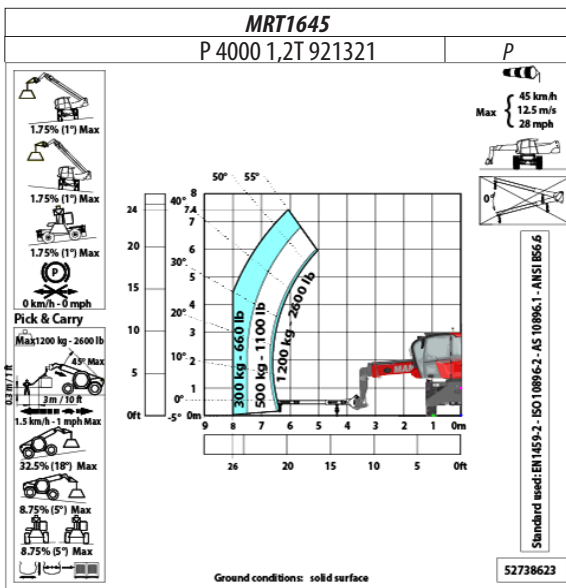 MRT1645
P 4000 1,2T 921321
P
1.75% (1°) Max
1.75% (1°) Max
1.75% (1°) Max
P
0 km/h - 0 mph
Pick & Carry
Max1200 kg - 2600 lb
45° Max
0.3 m / 1 ft
3 m / 10 ft
1.5 km/h - 1 mph Max
32.5% (18°) Max
8.75% (5°) Max
8.75% (5°) Max
50° 55°
40°
30°
20°
10°
0°
-5°
24
20
15
10
5
0ft
8
7.4
7
6
5
4
3
2
1
0m
300 kg - 660 lb
500 kg - 1100 lb
1200 kg - 2600 lb
MAN
9 8 7 6 5 4 3 2 1 0m
26 20 15 10 5 0ft
Max
45 km/h
12.5 m/s
28 mph
0°
Standard used: EN1459-2 - ISO10896-2 - AS 10896.1 - ANSI B56.6
Ground conditions: solid surface
52738623